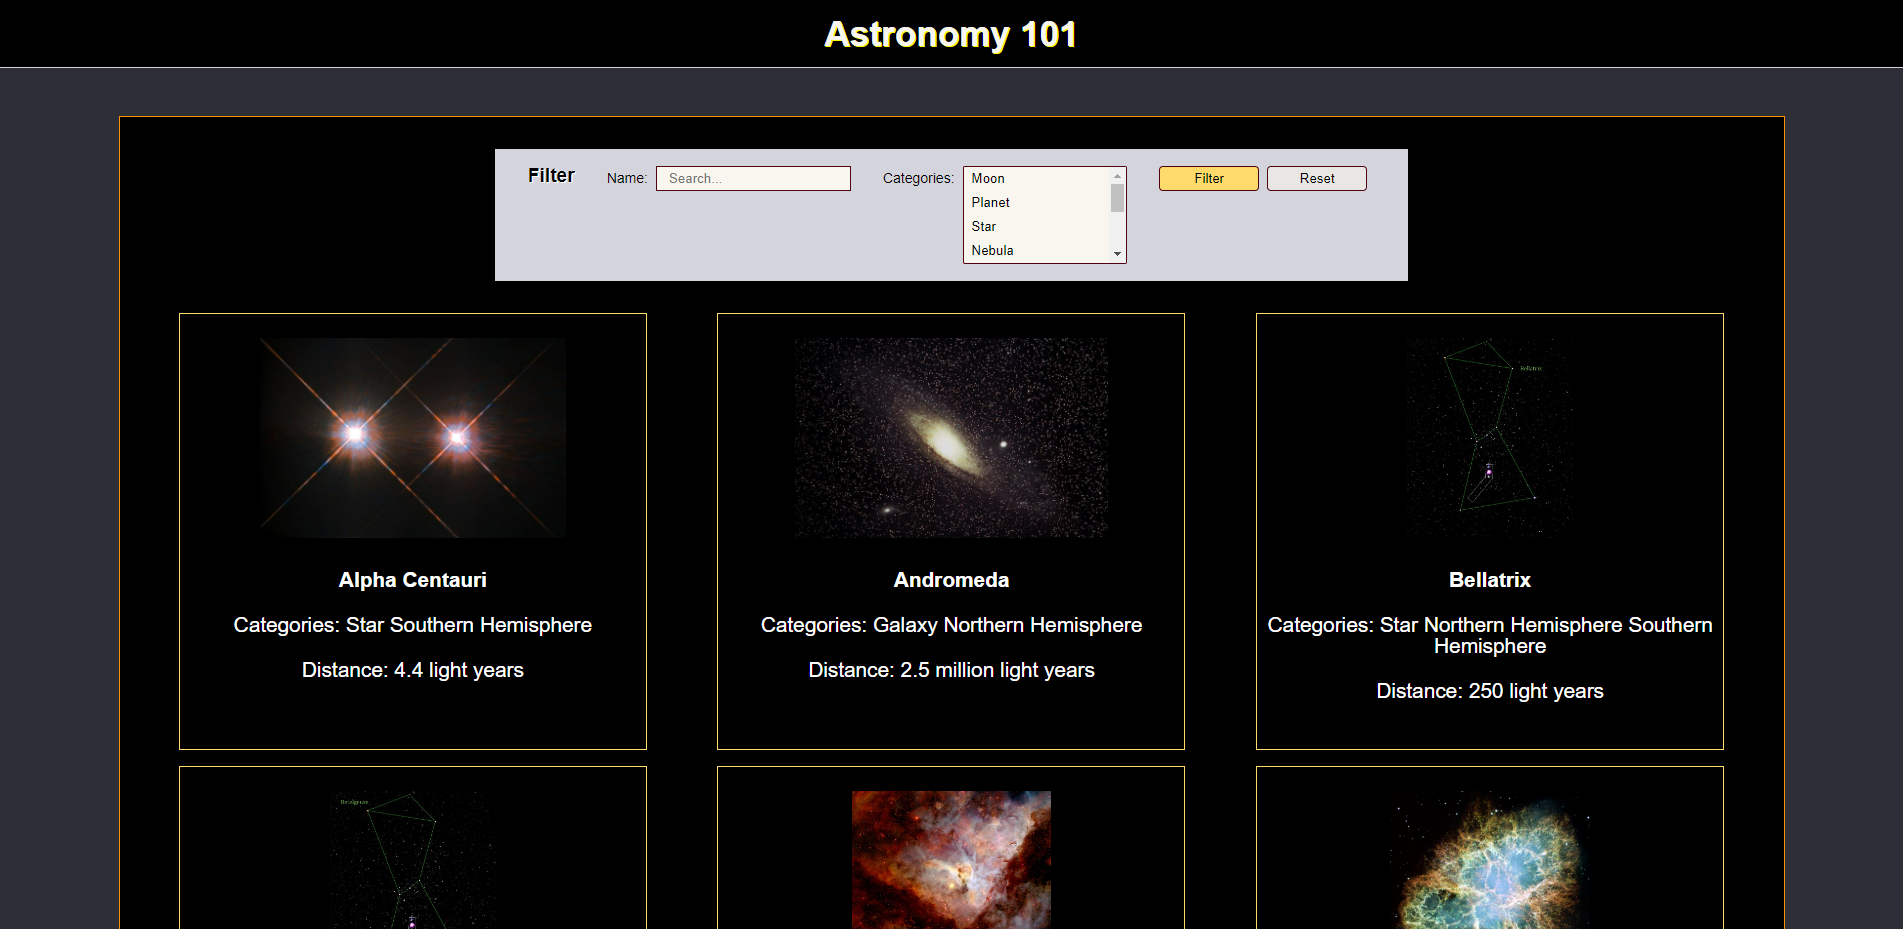 Astronomy 101
Filter
Name:
Search...
Categories:
Moon
Planet
Star
Nebula
Filter
Reset
Alpha Centauri
Categories: Star Southern Hemisphere
Distance: 4.4 light years
Andromeda
Categories: Galaxy Northern Hemisphere
Distance: 2.5 million light years
Bellatrix
Bellatrix
Categories: Star Northern Hemisphere Southern
Hemisphere
Distance: 250 light years
Betelgeuse